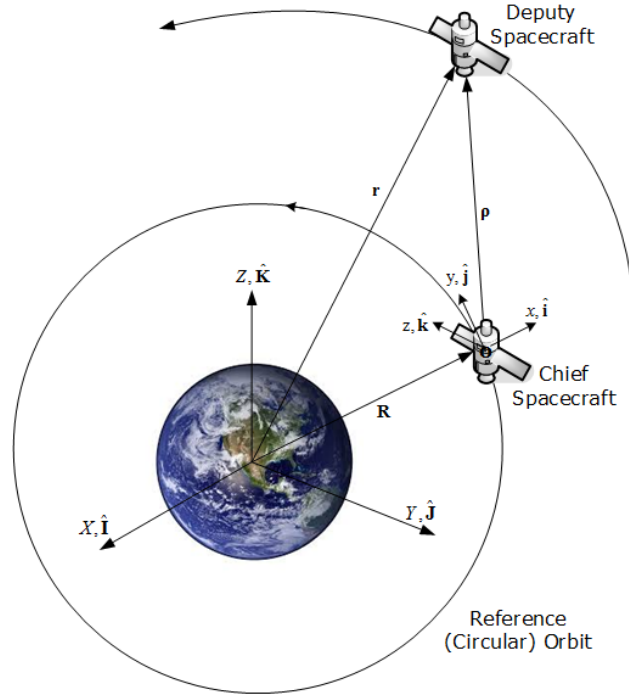 Deputy
Spacecraft
r
ρ
Z, K̂
y, ĵ
z, k̂
x, î
O
Chief
Spacecraft
R
X, Î
Y, Ĵ
Reference
(Circular) Orbit